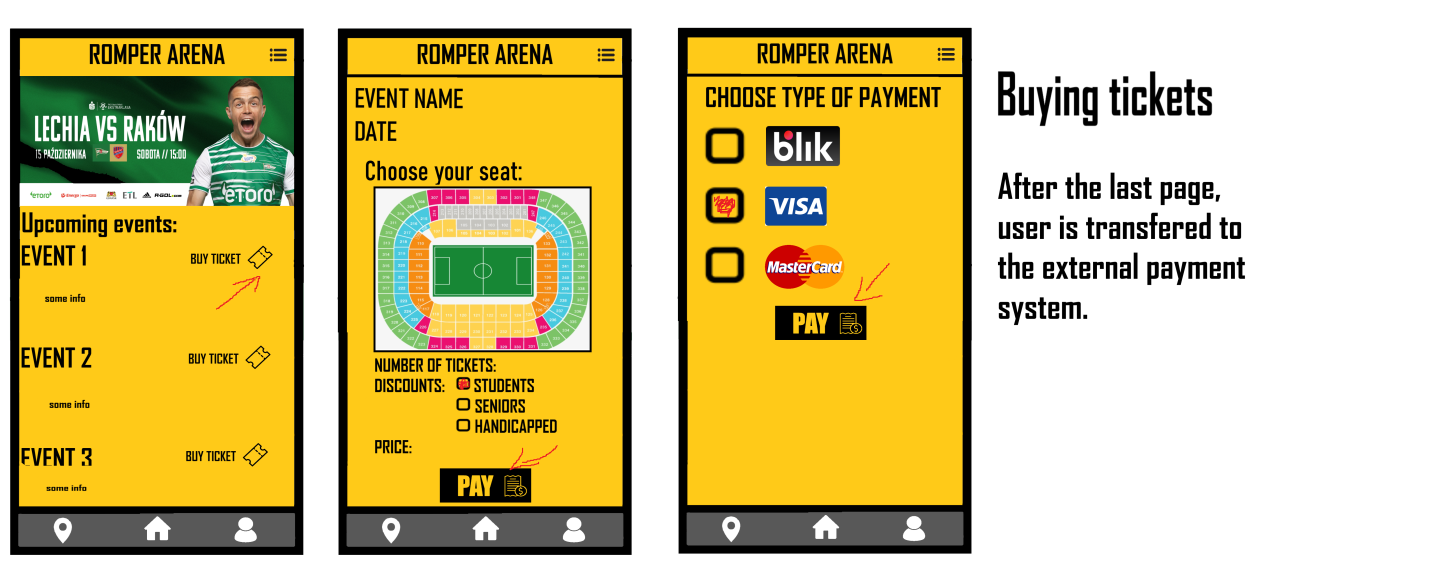 ROMPER ARENA
LECHIA VS RAKÓW
15 PAŹDZIERNIKA SOBOTA // 15:00
etoro ETL R-GOL.com
etoro
Upcoming events:
EVENT 1
BUY TICKET
some info
EVENT 2
BUY TICKET
some info
EVENT 3
BUY TICKET
some info
ROMPER ARENA
EVENT NAME
DATE
Choose your seat:
NUMBER OF TICKETS:
DISCOUNTS: STUDENTS
SENIORS
HANDICAPPED
PRICE:
PAY
ROMPER ARENA
CHOOSE TYPE OF PAYMENT
blik
VISA
MasterCard
PAY
Buying tickets
After the last page,
user is transfered to
the external payment
system.